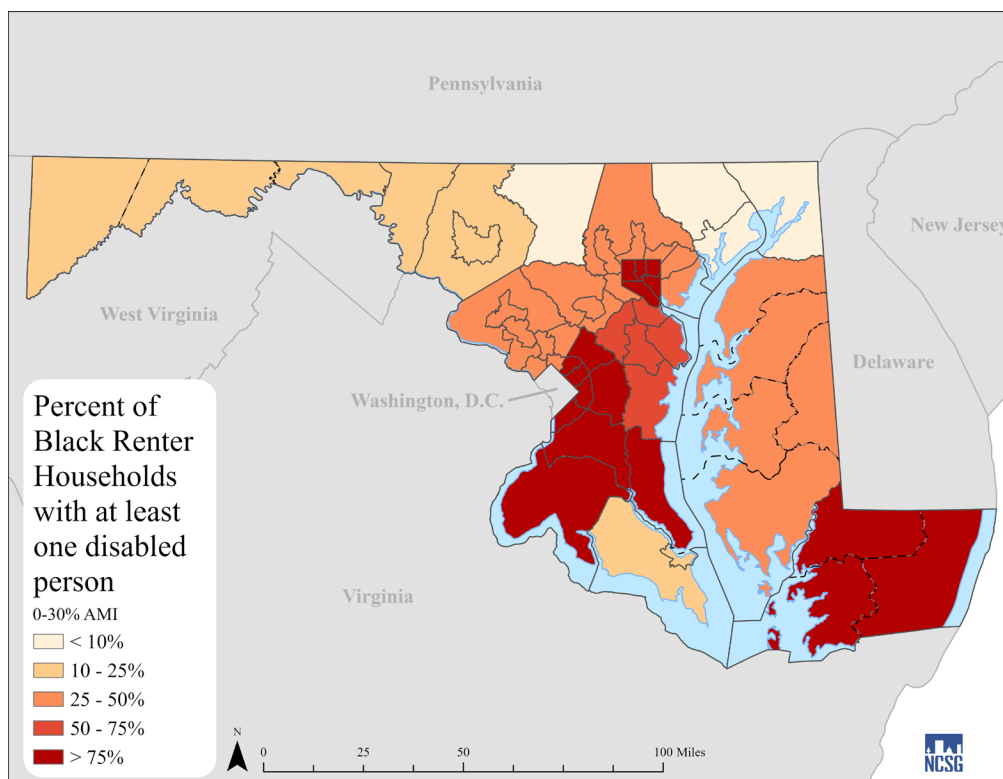 Pennsylvania
New Jersey
West Virginia
Delaware
Washington, D.C.
Virginia
Percent of
Black Renter
Households
with at least
one disabled
person
0-30% AMI
< 10%
10 - 25%
25 - 50%
50 - 75%
> 75%
N
0 25 50 100 Miles
NCSG